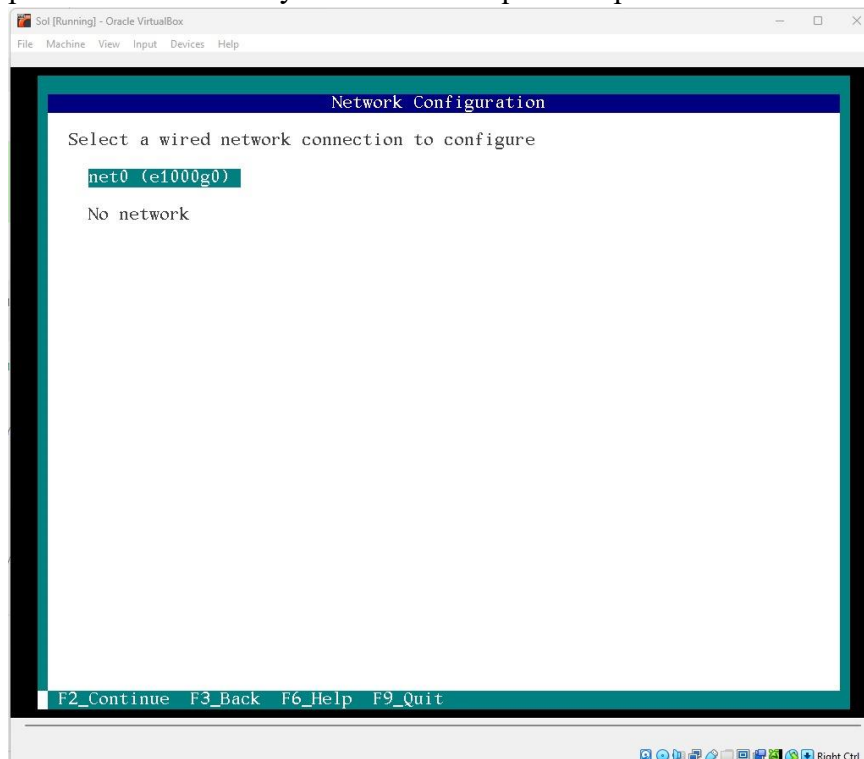 Sol [Running] - Oracle VirtualBox
File Machine View Input Devices Help
Network Configuration
Select a wired network connection to configure
net0 (e1000g0)
No network
F2_Continue F3_Back F6_Help F9_Quit
Right Ctrl